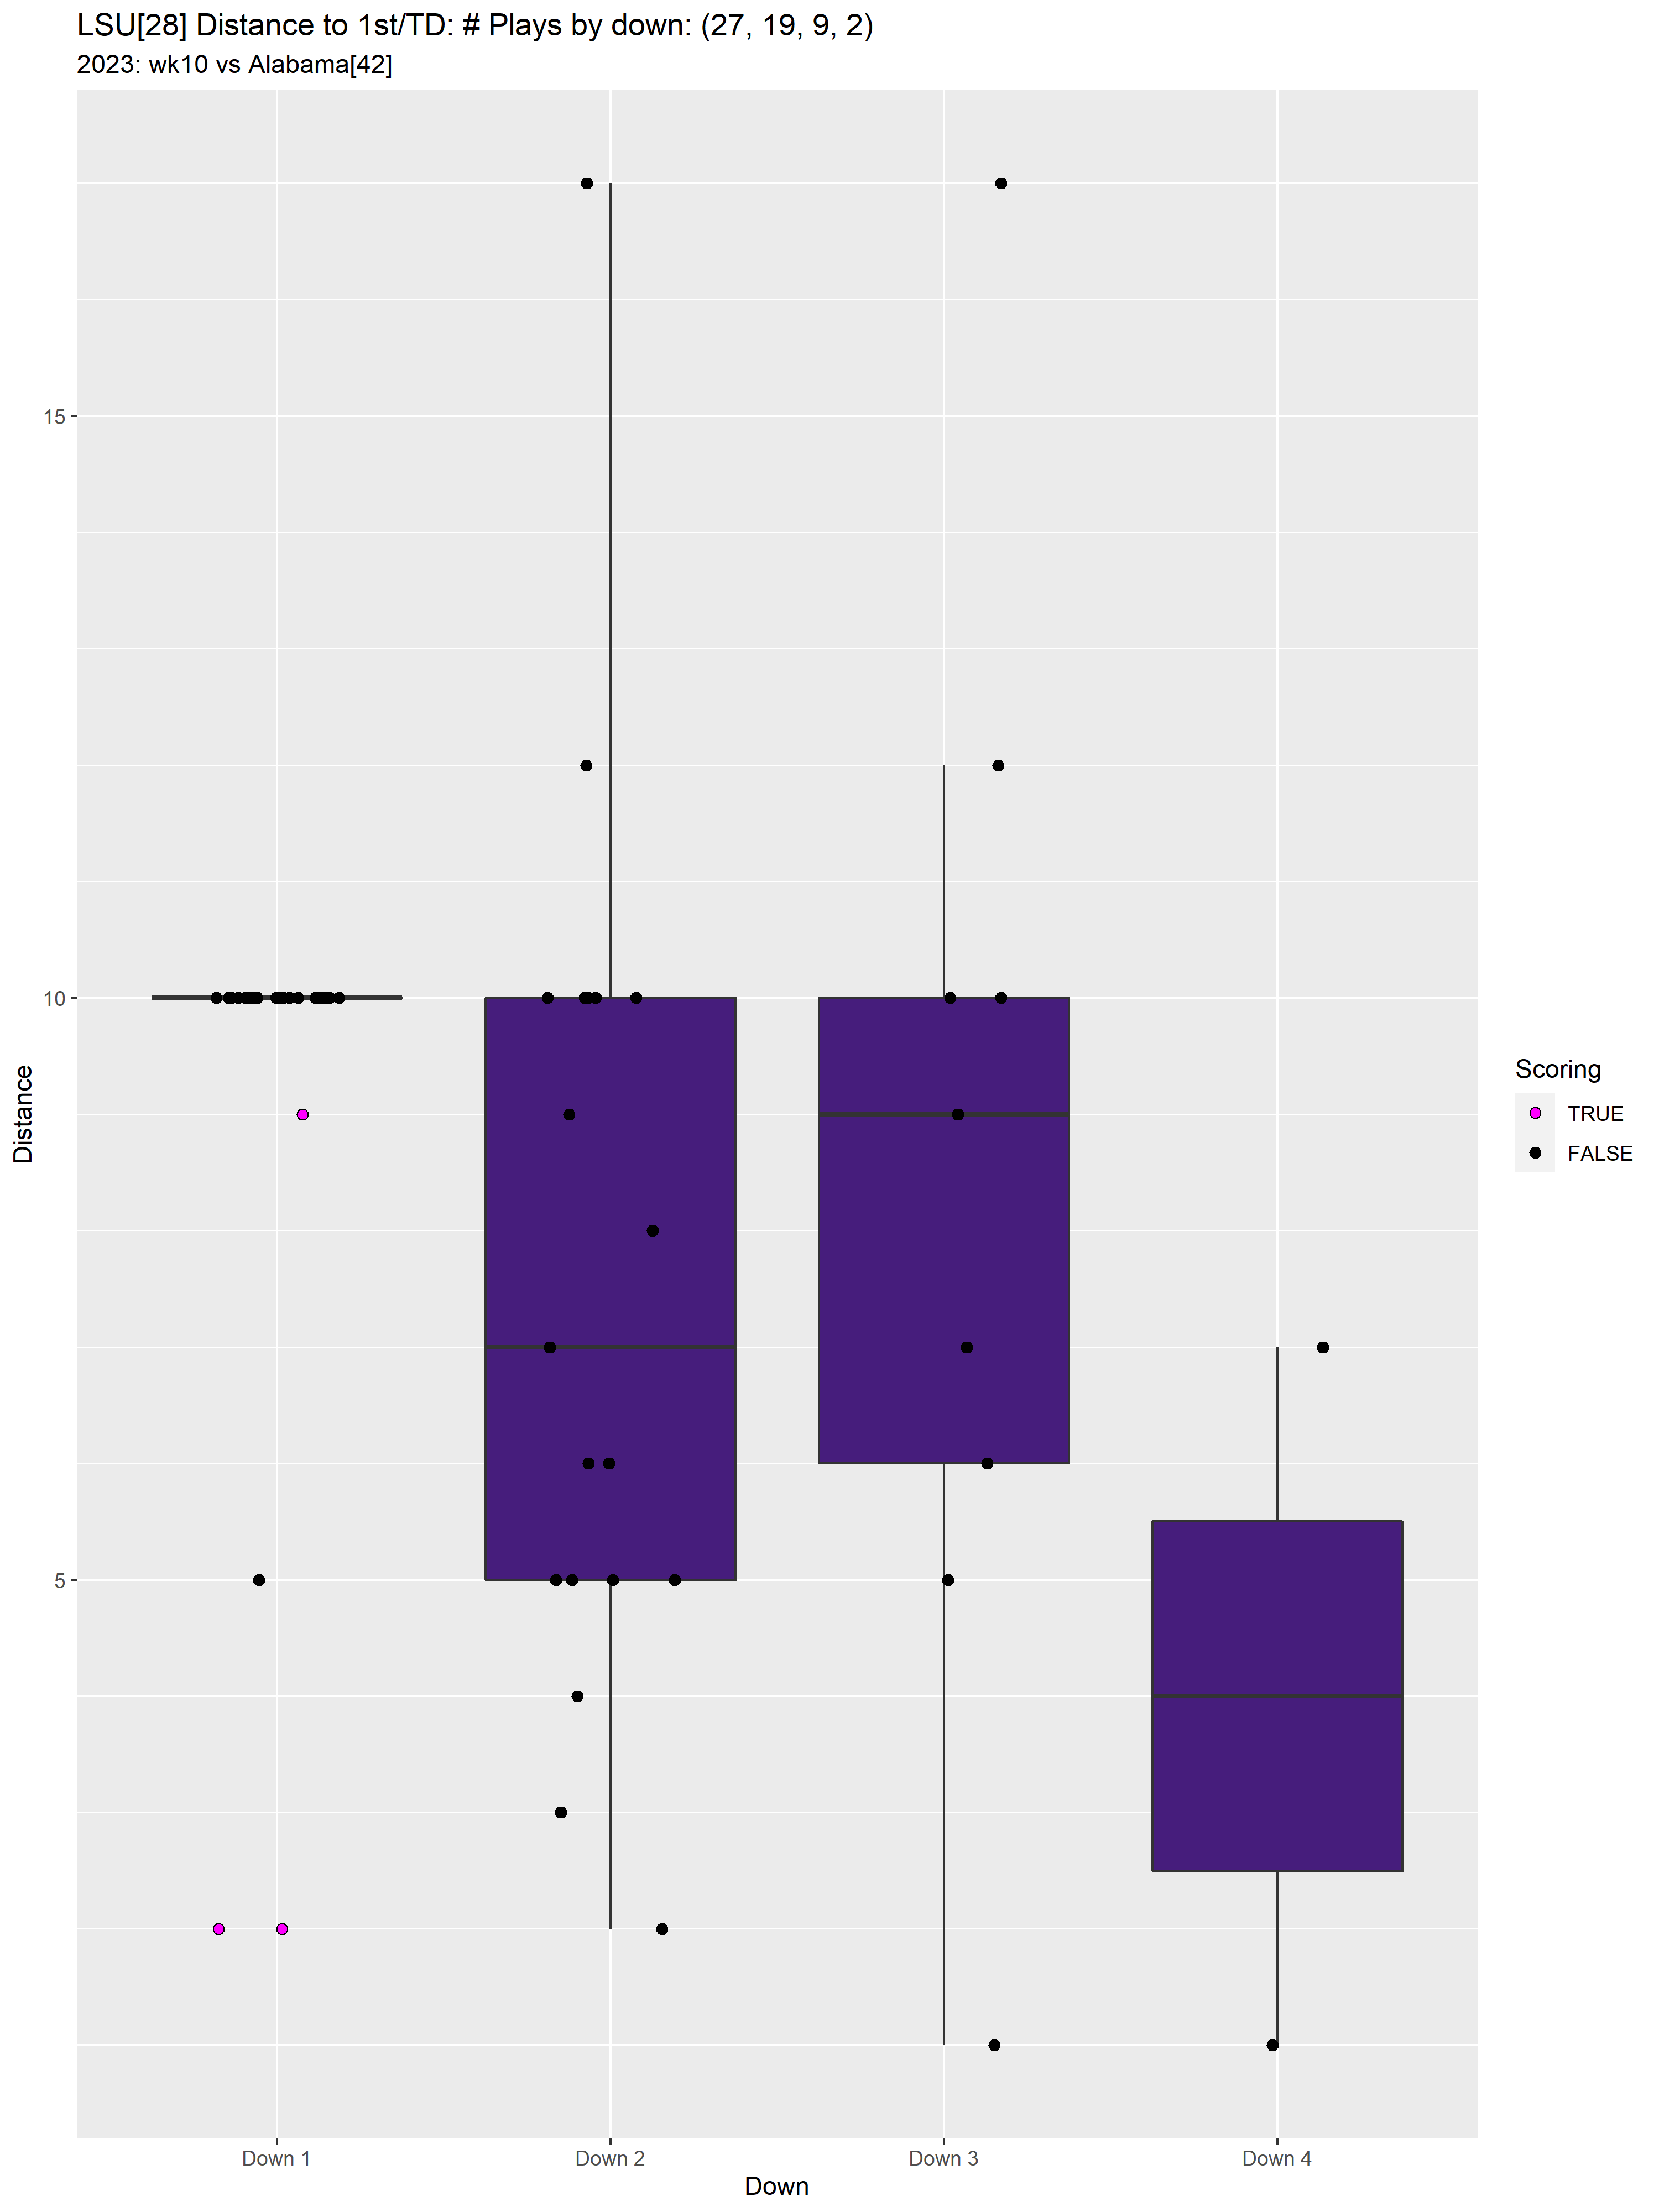 LSU[28] Distance to 1st/TD: # Plays by down: (27, 19, 9, 2)
2023: wk10 vs Alabama[42]
15
10
5
Distance
Down 1
Down 2
Down 3
Down 4
Down
Scoring
TRUE
FALSE